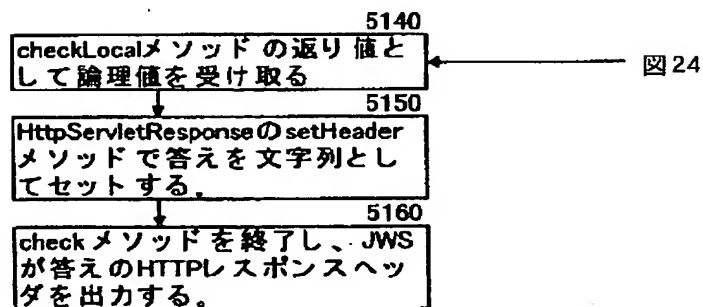 5140
checkLocalメソッドの返り値と
して論理値を受け取る
図24
5150
HttpServletResponseのsetHeader
メソッドで答えを文字列とし
てセットする.
5160
checkメソッドを終了し、JWS
が答えのHTTPレスポンスヘッ
ダを出力する。